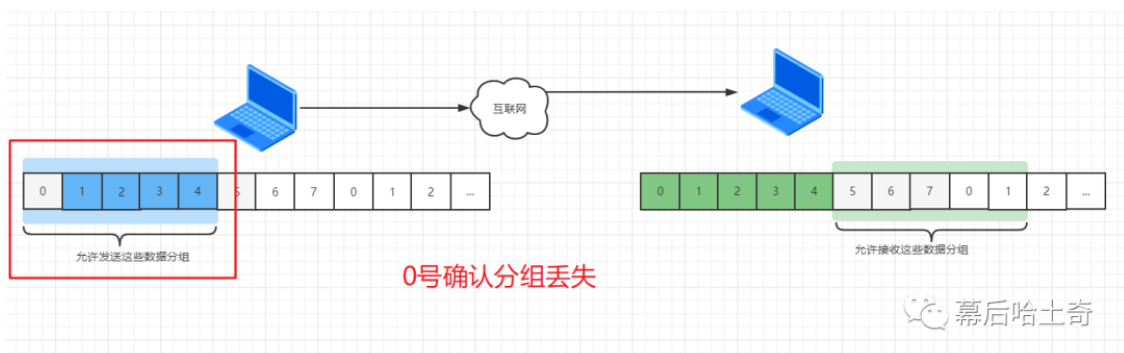 互联网
0 1 2 3 4 5 6 7 0 1 2 ...
0 1 2 3 4 5 6 7 0 1 2 ...
允许发送这些数据分组
允许接收这些数据分组
0号确认分组丢失
幕后哈土奇